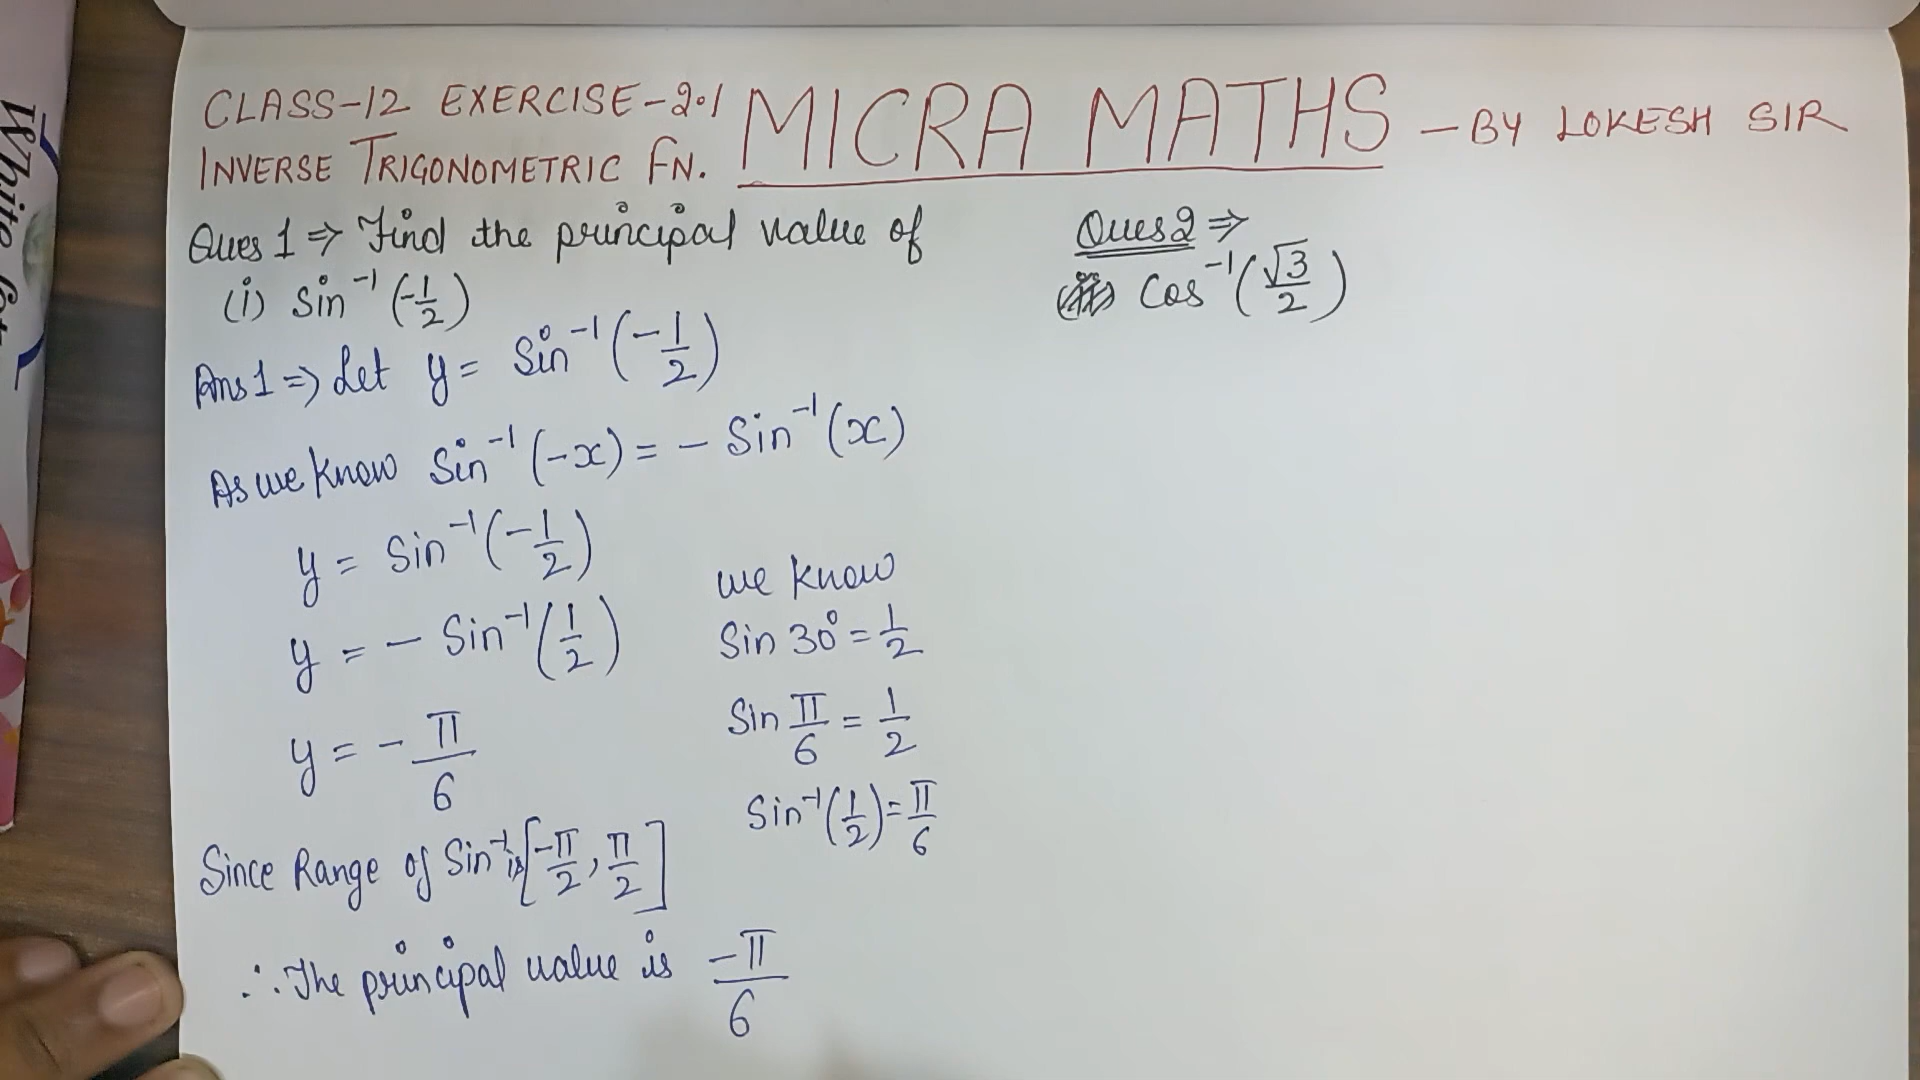 CLASS-12 EXERCISE-2.1
INVERSE TRIGONOMETRIC FN.
MICRA MATHS
-BY LOKESH SIR
Ques 1 ⇒ Find the principal value of
(i) Sin⁻¹(-1/2)
Ans 1 ⇒ Let y = Sin⁻¹(-1/2)
As we know Sin⁻¹(-x) = - Sin⁻¹(x)
y = Sin⁻¹(-1/2)
y = - Sin⁻¹(1/2)
y = - π/6
we know
Sin 30° = 1/2
Sin π/6 = 1/2
Sin⁻¹(1/2) = π/6
Since Range of Sin⁻¹ is [-π/2, π/2]
∴ The principal value is -π/6
Ques 2 ⇒
Cos⁻¹(√3/2)
White